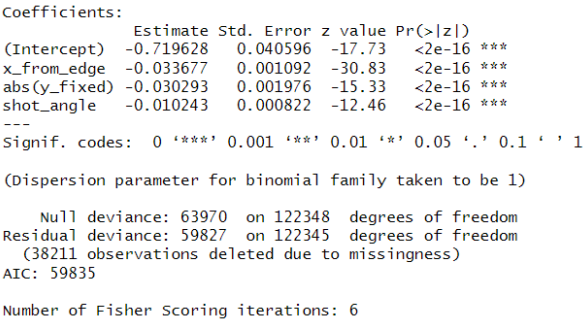 Coefficients:
Estimate Std. Error z value Pr(>|z|)
(Intercept) -0.719628 0.040596 -17.73 <2e-16 ***
x_from_edge -0.033677 0.001092 -30.83 <2e-16 ***
abs(y_fixed) -0.030293 0.001976 -15.33 <2e-16 ***
shot_angle -0.010243 0.000822 -12.46 <2e-16 ***
---
Signif. codes: 0 ‘***’ 0.001 ‘**’ 0.01 ‘*’ 0.05 ‘.’ 0.1 ‘ ’ 1
(Dispersion parameter for binomial family taken to be 1)
Null deviance: 63970 on 122348 degrees of freedom
Residual deviance: 59827 on 122345 degrees of freedom
(38211 observations deleted due to missingness)
AIC: 59835
Number of Fisher Scoring iterations: 6